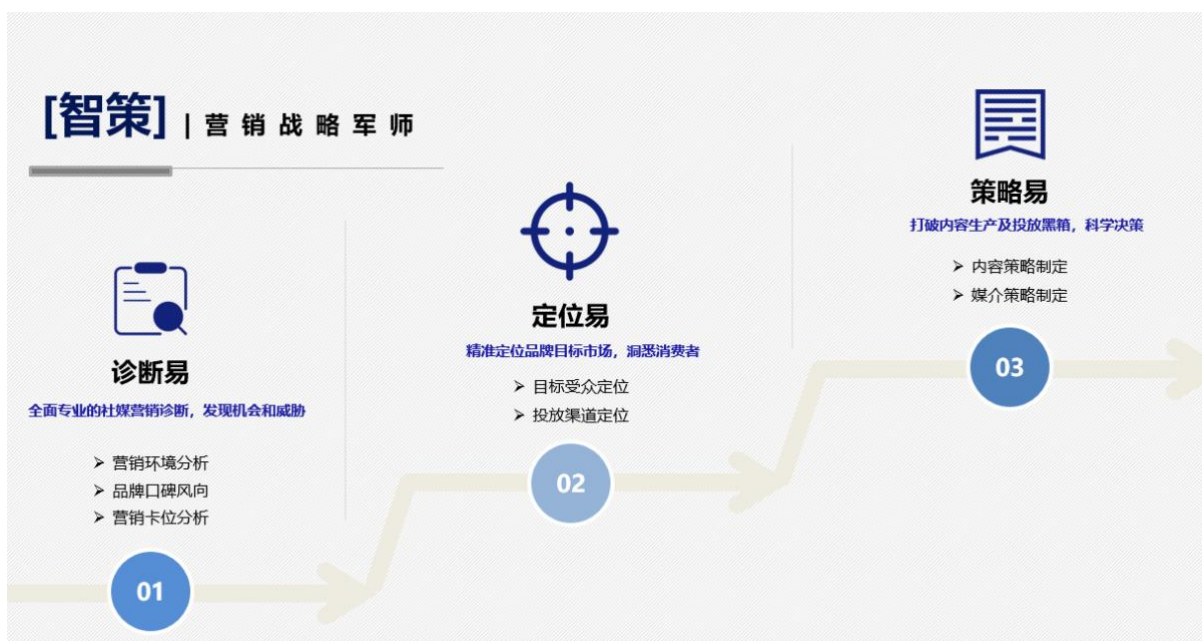 [智策] | 营销战略军师
诊断易
全面专业的社媒营销诊断，发现机会和威胁
➢ 营销环境分析
➢ 品牌口碑风向
➢ 营销卡位分析
01
定位易
精准定位品牌目标市场，洞悉消费者
➢ 目标受众定位
➢ 投放渠道定位
02
策略易
打破内容生产及投放黑箱，科学决策
➢ 内容策略制定
➢ 媒介策略制定
03